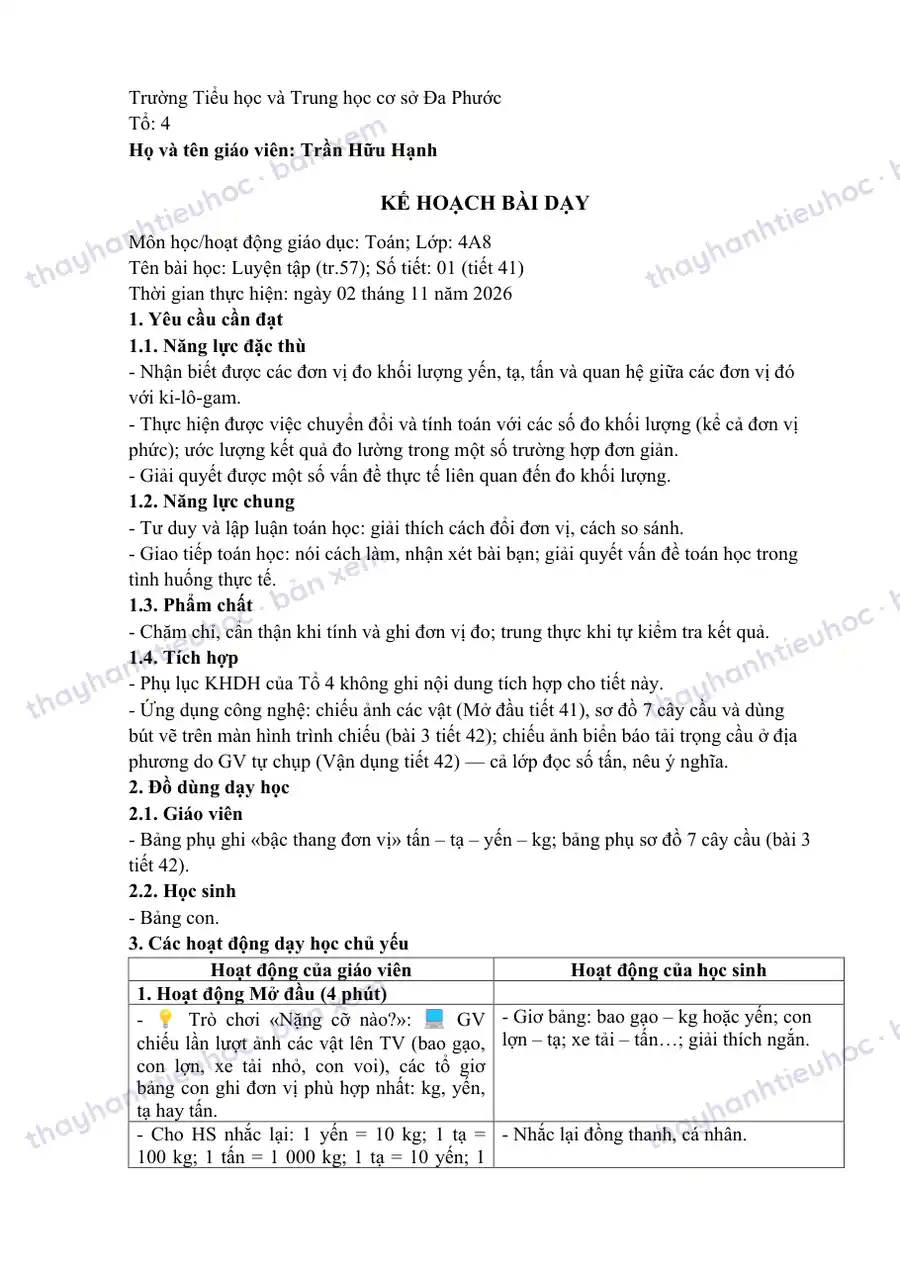 Trường Tiểu học và Trung học cơ sở Đa Phước
Tổ: 4
Họ và tên giáo viên: Trần Hữu Hạnh
KẾ HOẠCH BÀI DẠY
Môn học/hoạt động giáo dục: Toán; Lớp: 4A8
Tên bài học: Luyện tập (tr.57); Số tiết: 01 (tiết 41)
Thời gian thực hiện: ngày 02 tháng 11 năm 2026
1. Yêu cầu cần đạt
1.1. Năng lực đặc thù
- Nhận biết được các đơn vị đo khối lượng yến, tạ, tấn và quan hệ giữa các đơn vị đó
với ki-lô-gam.
- Thực hiện được việc chuyển đổi và tính toán với các số đo khối lượng (kể cả đơn vị
phức); ước lượng kết quả đo lường trong một số trường hợp đơn giản.
- Giải quyết được một số vấn đề thực tế liên quan đến đo khối lượng.
1.2. Năng lực chung
- Tư duy và lập luận toán học: giải thích cách đổi đơn vị, cách so sánh.
- Giao tiếp toán học: nói cách làm, nhận xét bài bạn; giải quyết vấn đề toán học trong
tình huống thực tế.
1.3. Phẩm chất
- Chăm chỉ, cẩn thận khi tính và ghi đơn vị đo; trung thực khi tự kiểm tra kết quả.
1.4. Tích hợp
- Phụ lục KHDH của Tổ 4 không ghi nội dung tích hợp cho tiết này.
- Ứng dụng công nghệ: chiếu ảnh các vật (Mở đầu tiết 41), sơ đồ 7 cây cầu và dùng
bút vẽ trên màn hình trình chiếu (bài 3 tiết 42); chiếu ảnh biển báo tải trọng cầu ở địa
phương do GV tự chụp (Vận dụng tiết 42) — cả lớp đọc số tấn, nêu ý nghĩa.
2. Đồ dùng dạy học
2.1. Giáo viên
- Bảng phụ ghi «bậc thang đơn vị» tấn – tạ – yến – kg; bảng phụ sơ đồ 7 cây cầu (bài 3
tiết 42).
2.2. Học sinh
- Bảng con.
3. Các hoạt động dạy học chủ yếu
Hoạt động của giáo viên
Hoạt động của học sinh
1. Hoạt động Mở đầu (4 phút)
- 💡 Trò chơi «Nặng cỡ nào?»: 💻 GV
chiếu lần lượt ảnh các vật lên TV (bao gạo,
con lợn, xe tải nhỏ, con voi), các tổ giơ
bảng con ghi đơn vị phù hợp nhất: kg, yến,
tạ hay tấn.
- Giơ bảng: bao gạo – kg hoặc yến; con
lợn – tạ; xe tải – tấn…; giải thích ngắn.
- Cho HS nhắc lại: 1 yến = 10 kg; 1 tạ =
100 kg; 1 tấn = 1 000 kg; 1 tạ = 10 yến; 1
- Nhắc lại đồng thanh, cá nhân.
thayhanhtieuhoc · bản xem
thayhanhtieuhoc · b
thayhanhtieuhoc · bản xem
thayhanhtieuhoc · b
thayhanhtieuhoc · bản xem
thayhanhtieuhoc · b